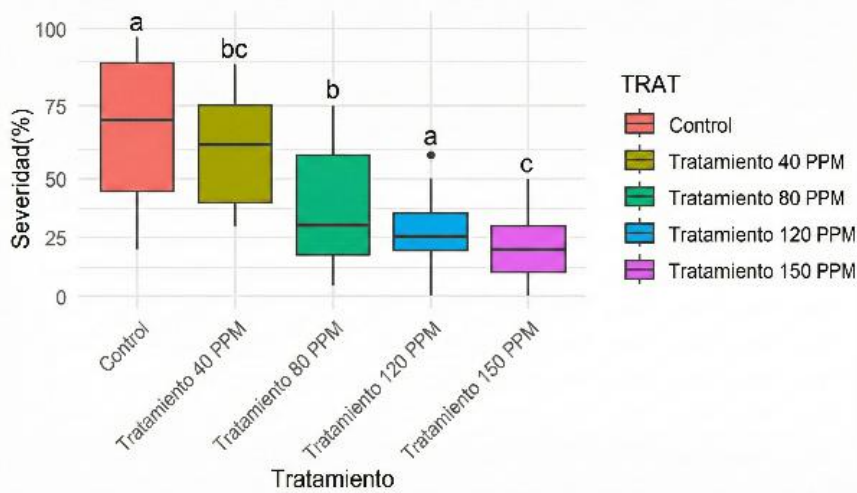 100
75
50
25
0
Severidad(%)
a
bc
b
a
c
Control
Tratamiento 40 PPM
Tratamiento 80 PPM
Tratamiento 120 PPM
Tratamiento 150 PPM
Tratamiento
TRAT
Control
Tratamiento 40 PPM
Tratamiento 80 PPM
Tratamiento 120 PPM
Tratamiento 150 PPM